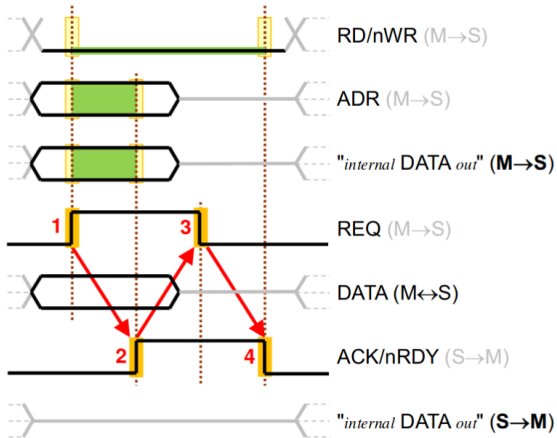 RD/nWR (M→S)
ADR (M→S)
"internal DATA out" (M→S)
1
3
REQ (M→S)
DATA (M↔S)
2
4
ACK/nRDY (S→M)
"internal DATA out" (S→M)